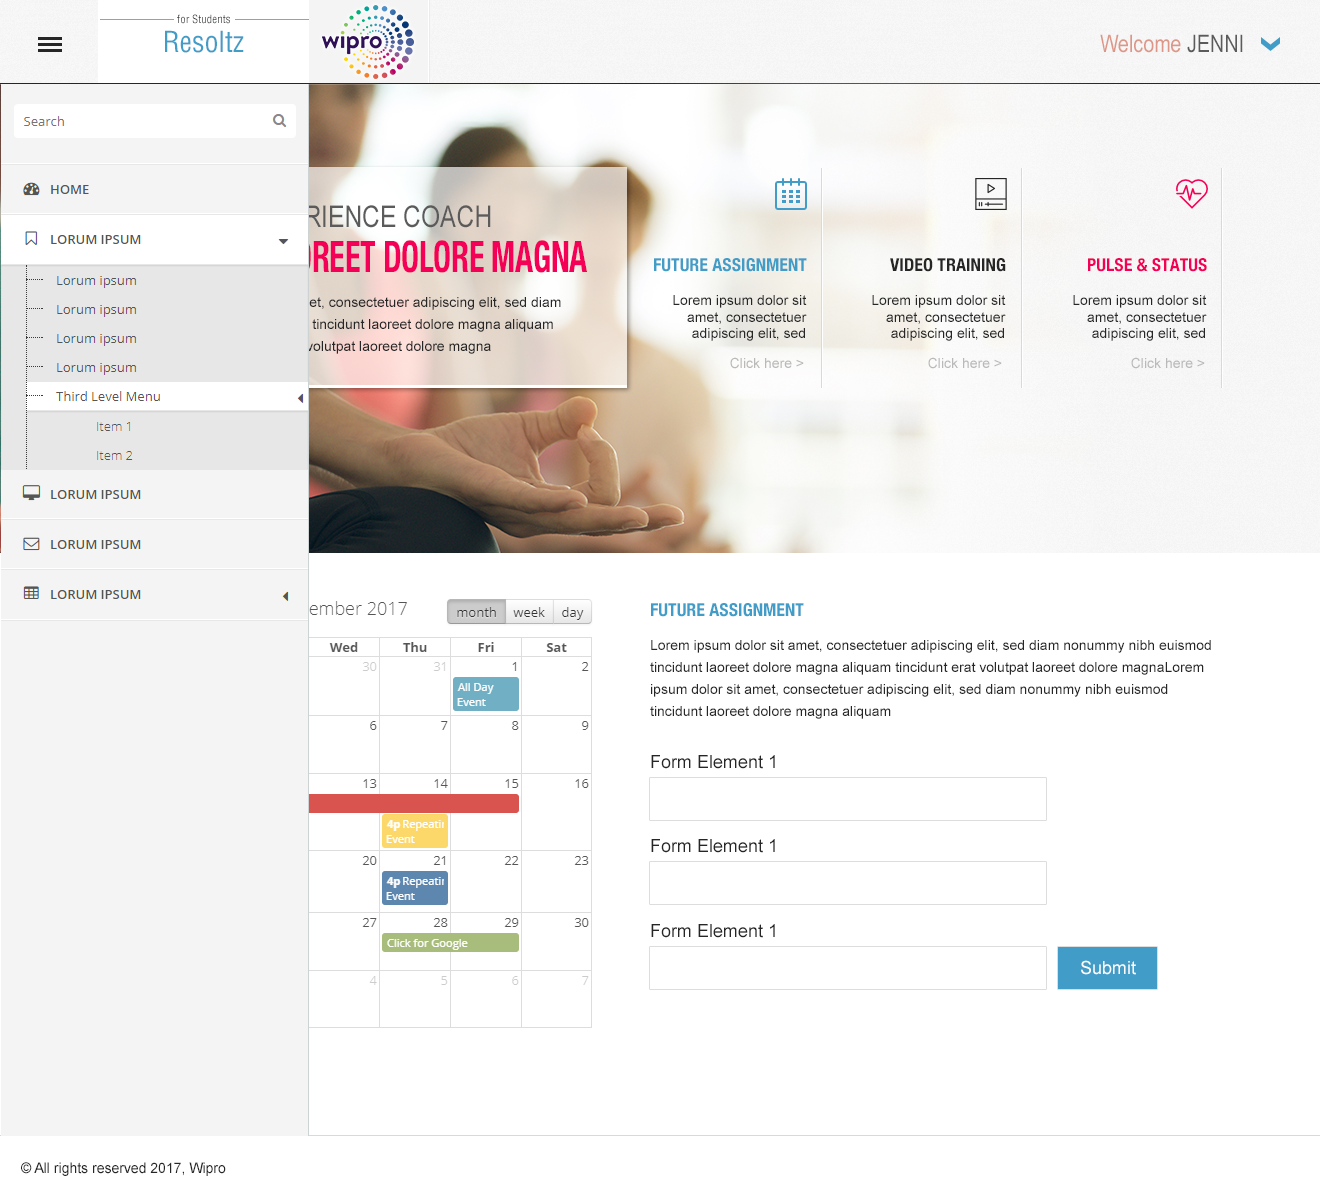 for Students
Resoltz
wipro
Welcome JENNI
Search
HOME
LORUM IPSUM
Lorum ipsum
Lorum ipsum
Lorum ipsum
Lorum ipsum
Third Level Menu
Item 1
Item 2
LORUM IPSUM
LORUM IPSUM
LORUM IPSUM
RIENCE COACH
REET DOLORE MAGNA
et, consectetuer adipiscing elit, sed diam
tincidunt laoreet dolore magna aliquam
volutpat laoreet dolore magna
FUTURE ASSIGNMENT
Lorem ipsum dolor sit
amet, consectetuer
adipiscing elit, sed
Click here >
VIDEO TRAINING
Lorem ipsum dolor sit
amet, consectetuer
adipiscing elit, sed
Click here >
PULSE & STATUS
Lorem ipsum dolor sit
amet, consectetuer
adipiscing elit, sed
Click here >
ember 2017
month week day
Wed Thu Fri Sat
30 31 1 2
All Day
Event
6 7 8 9
13 14 15 16
4p Repeatin
Event
20 21 22 23
4p Repeatin
Event
27 28 29 30
Click for Google
4 5 6 7
FUTURE ASSIGNMENT
Lorem ipsum dolor sit amet, consectetuer adipiscing elit, sed diam nonummy nibh euismod
tincidunt laoreet dolore magna aliquam tincidunt erat volutpat laoreet dolore magnaLorem
ipsum dolor sit amet, consectetuer adipiscing elit, sed diam nonummy nibh euismod
tincidunt laoreet dolore magna aliquam
Form Element 1
Form Element 1
Form Element 1
Submit
© All rights reserved 2017, Wipro